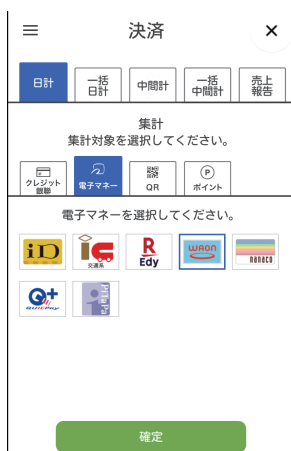 決済
日計
一括
日計
中間計
一括
中間計
売上
報告
集計
集計対象を選択してください。
クレジット
銀聯
電子マネー
QR
P
ポイント
電子マネーを選択してください。
iD
IC
交通系
R
Edy
WAON
nanaco
QUICPay
PiTaPa
確定